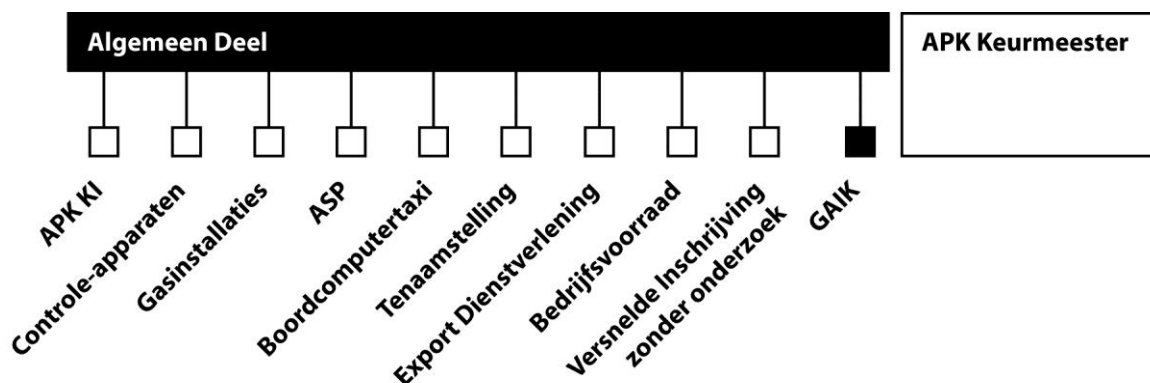 Algemeen Deel
APK Keurmeester
APK KI
Controle-apparaten
Gasinstallaties
ASP
Boordcomputertaxi
Tenaamstelling
Export Dienstverlening
Bedrijfsvoorraad
Versnelde Inschrijving
zonder onderzoek
GAIK